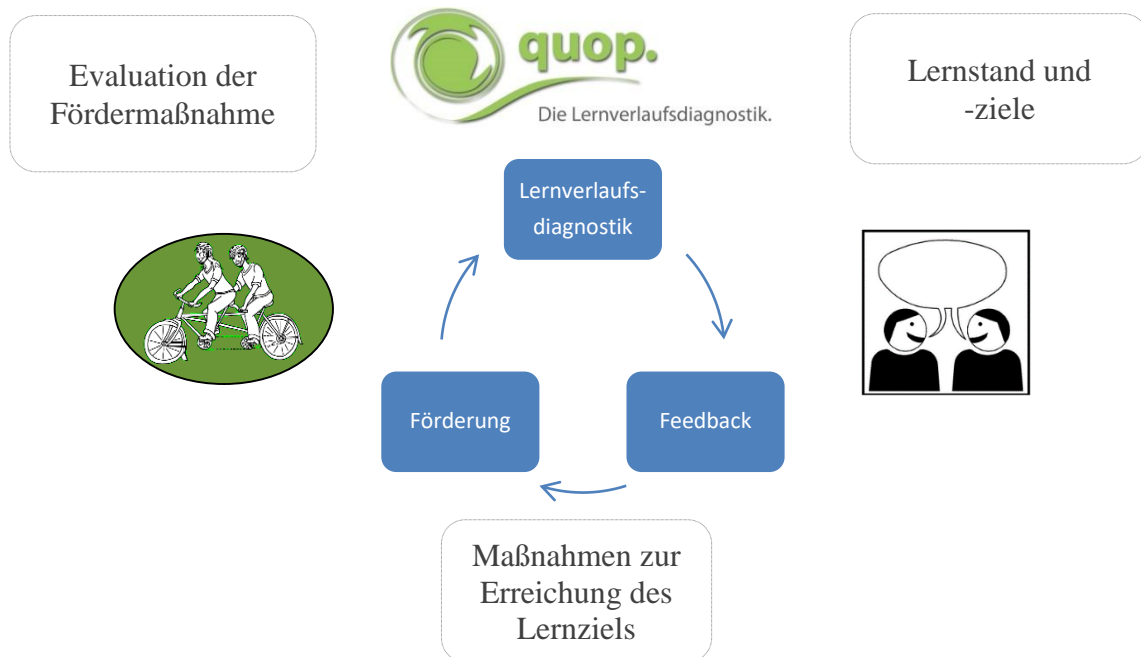 Evaluation der
Fördermaßnahme
quop.
Die Lernverlaufsdiagnostik.
Lernstand und
-ziele
Lernverlaufs-
diagnostik
Förderung
Feedback
Maßnahmen zur
Erreichung des
Lernziels